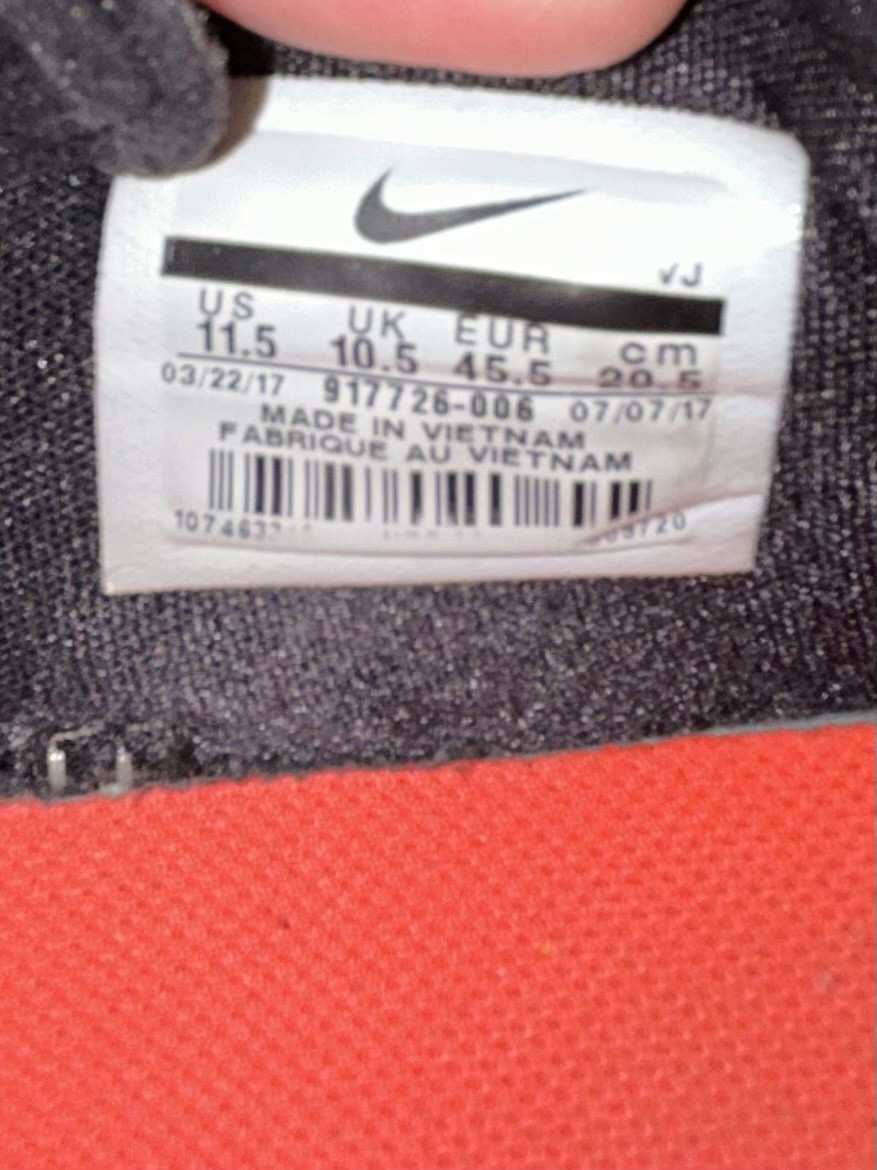 VJ
US UK EUR cm
11.5 10.5 45.5 29.5
03/22/17 917726-006 07/07/17
MADE IN VIETNAM
FABRIQUE AU VIETNAM